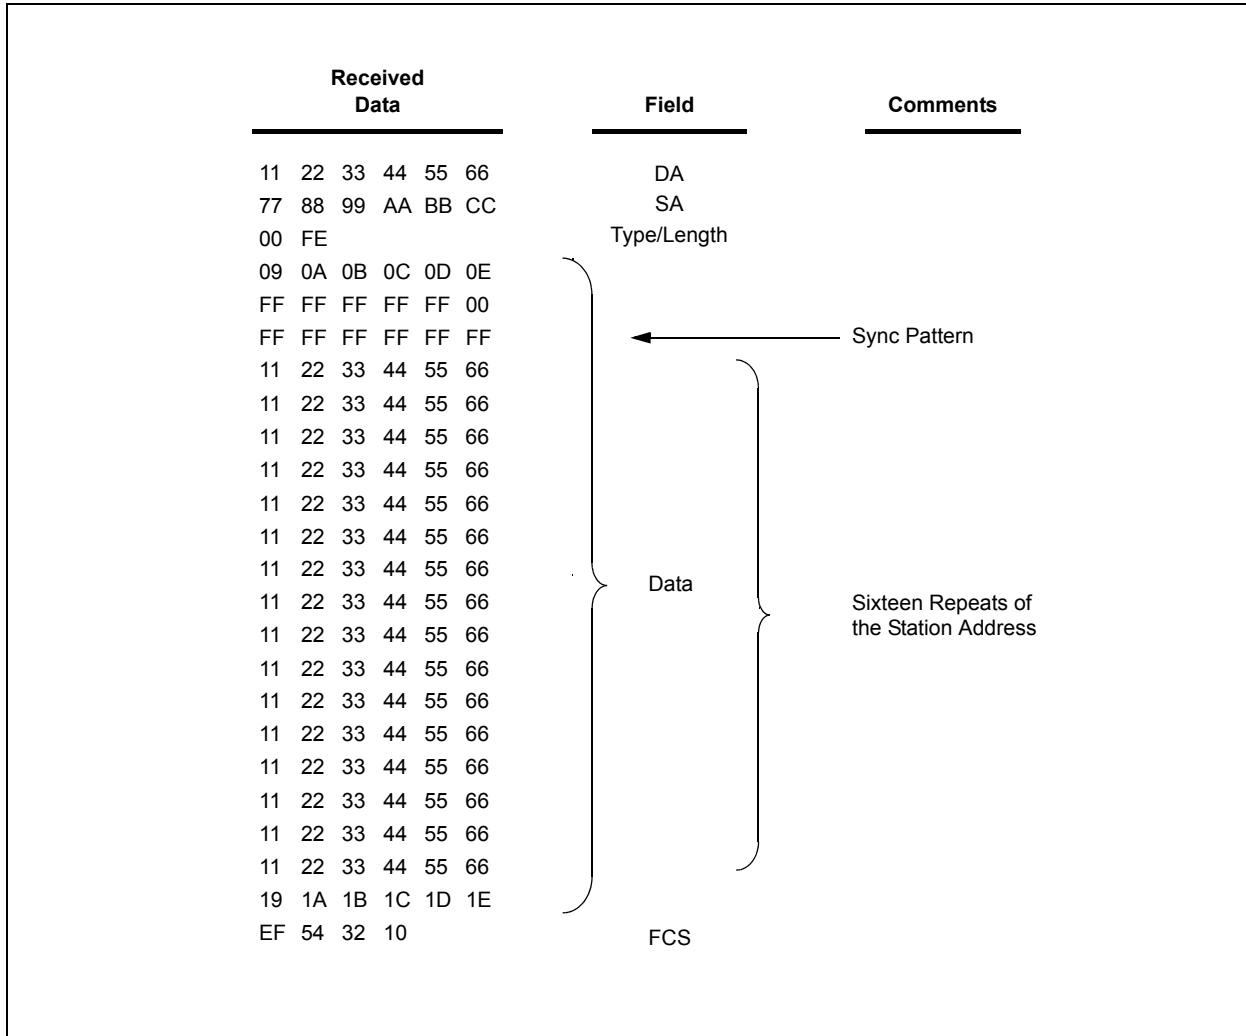 Received
Data Field Comments
11 22 33 44 55 66 DA
77 88 99 AA BB CC SA
00 FE Type/Length
09 0A 0B 0C 0D 0E
FF FF FF FF FF 00
FF FF FF FF FF FF Sync Pattern
11 22 33 44 55 66
11 22 33 44 55 66
11 22 33 44 55 66
11 22 33 44 55 66
11 22 33 44 55 66
11 22 33 44 55 66
11 22 33 44 55 66 Data
11 22 33 44 55 66 Sixteen Repeats of
11 22 33 44 55 66 the Station Address
11 22 33 44 55 66
11 22 33 44 55 66
11 22 33 44 55 66
11 22 33 44 55 66
11 22 33 44 55 66
11 22 33 44 55 66
11 22 33 44 55 66
19 1A 1B 1C 1D 1E
EF 54 32 10 FCS